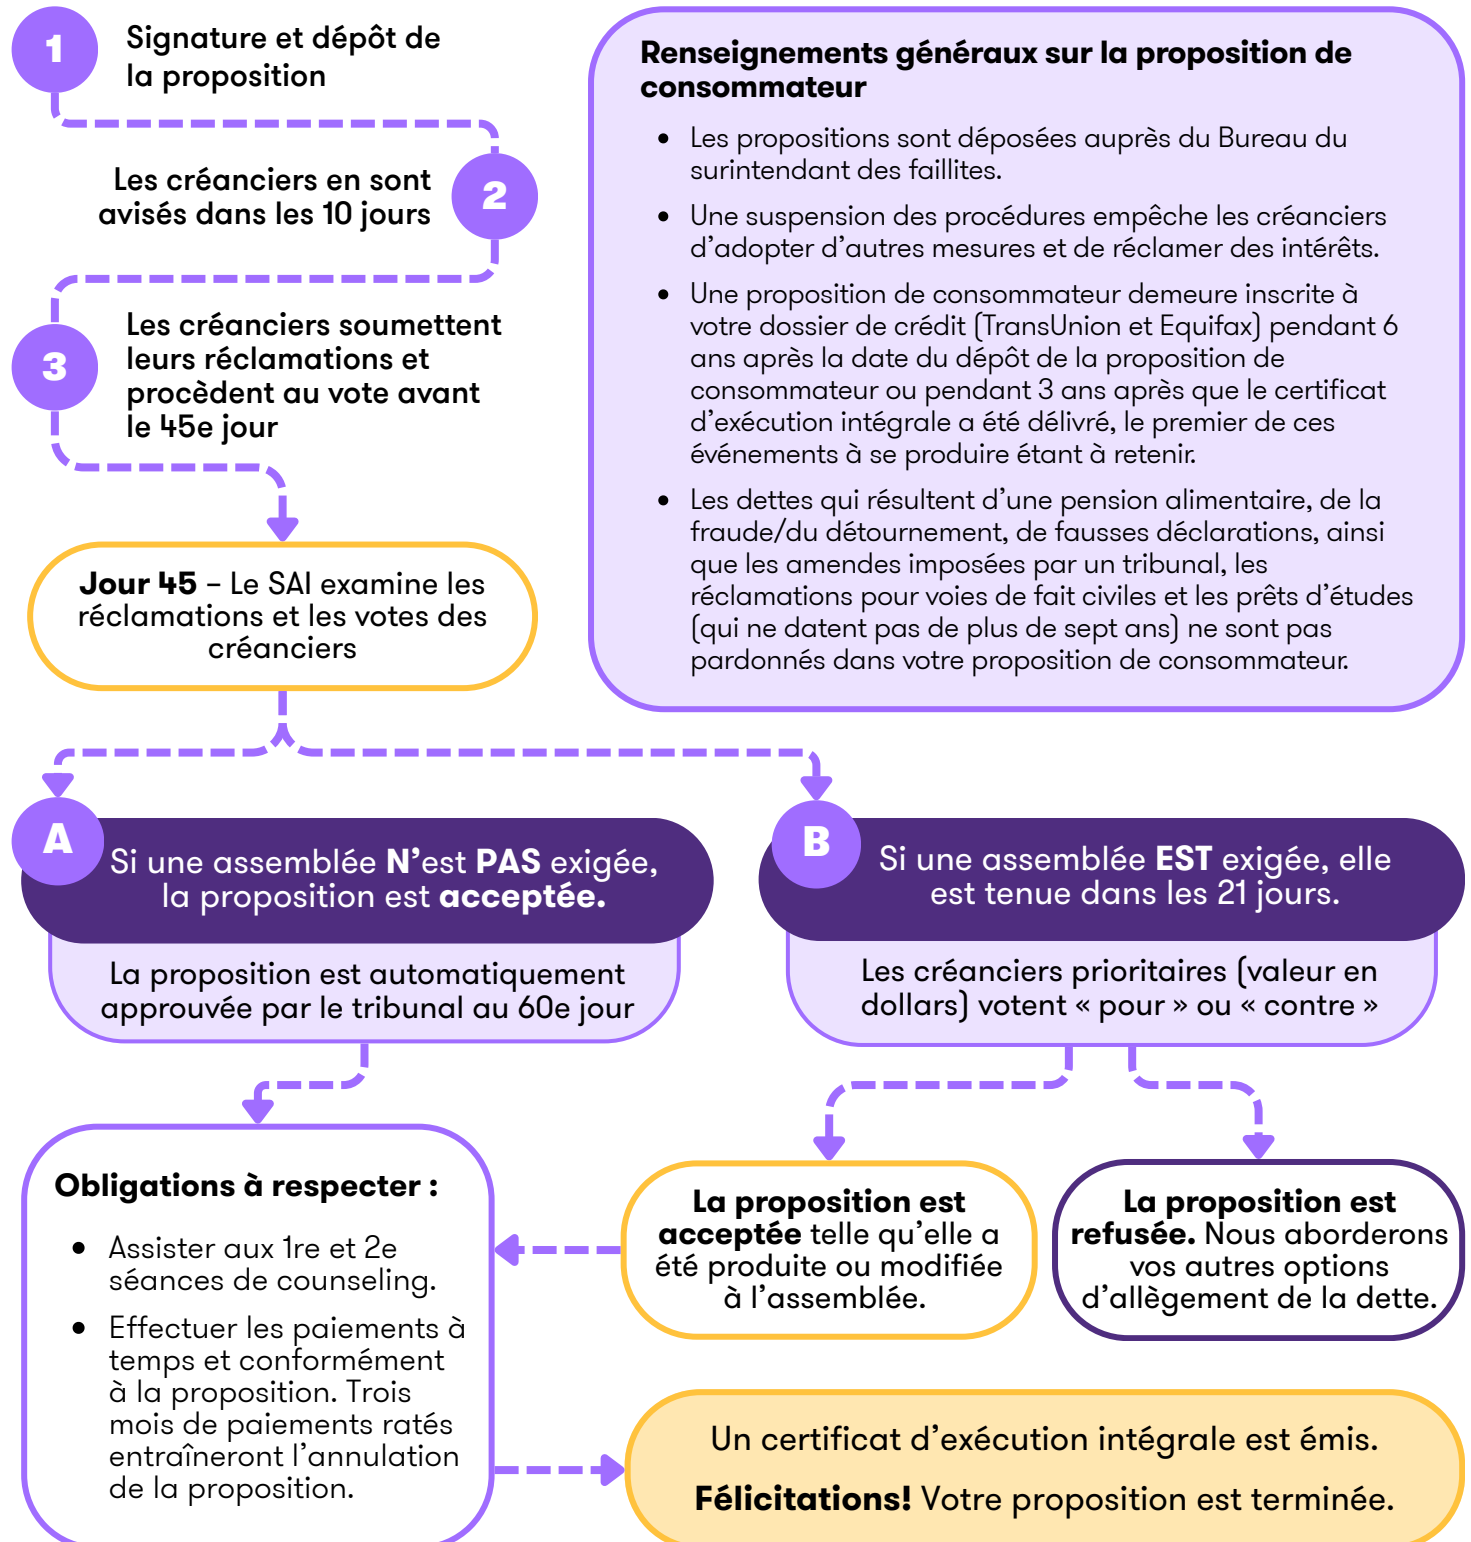 1
Signature et dépôt de
la proposition
Les créanciers en sont
avisés dans les 10 jours
2
3
Les créanciers soumettent
leurs réclamations et
procèdent au vote avant
le 45e jour
Jour 45 – Le SAI examine les
réclamations et les votes des
créanciers
Renseignements généraux sur la proposition de
consommateur
• Les propositions sont déposées auprès du Bureau du
surintendant des faillites.
• Une suspension des procédures empêche les créanciers
d'adopter d'autres mesures et de réclamer des intérêts.
• Une proposition de consommateur demeure inscrite à
votre dossier de crédit (TransUnion et Equifax) pendant 6
ans après la date du dépôt de la proposition de
consommateur ou pendant 3 ans après que le certificat
d'exécution intégrale a été délivré, le premier de ces
événements à se produire étant à retenir.
• Les dettes qui résultent d'une pension alimentaire, de la
fraude/du détournement, de fausses déclarations, ainsi
que les amendes imposées par un tribunal, les
réclamations pour voies de fait civiles et les prêts d'études
(qui ne datent pas de plus de sept ans) ne sont pas
pardonnés dans votre proposition de consommateur.
A
Si une assemblée N'est PAS exigée,
la proposition est acceptée.
La proposition est automatiquement
approuvée par le tribunal au 60e jour
B
Si une assemblée EST exigée, elle
est tenue dans les 21 jours.
Les créanciers prioritaires (valeur en
dollars) votent « pour » ou « contre »
Obligations à respecter :
• Assister aux 1re et 2e
séances de counseling.
• Effectuer les paiements à
temps et conformément
à la proposition. Trois
mois de paiements ratés
entraîneront l'annulation
de la proposition.
La proposition est
acceptée telle qu'elle a
été produite ou modifiée
à l'assemblée.
La proposition est
refusée. Nous aborderons
vos autres options
d'allègement de la dette.
Un certificat d'exécution intégrale est émis.
Félicitations! Votre proposition est terminée.